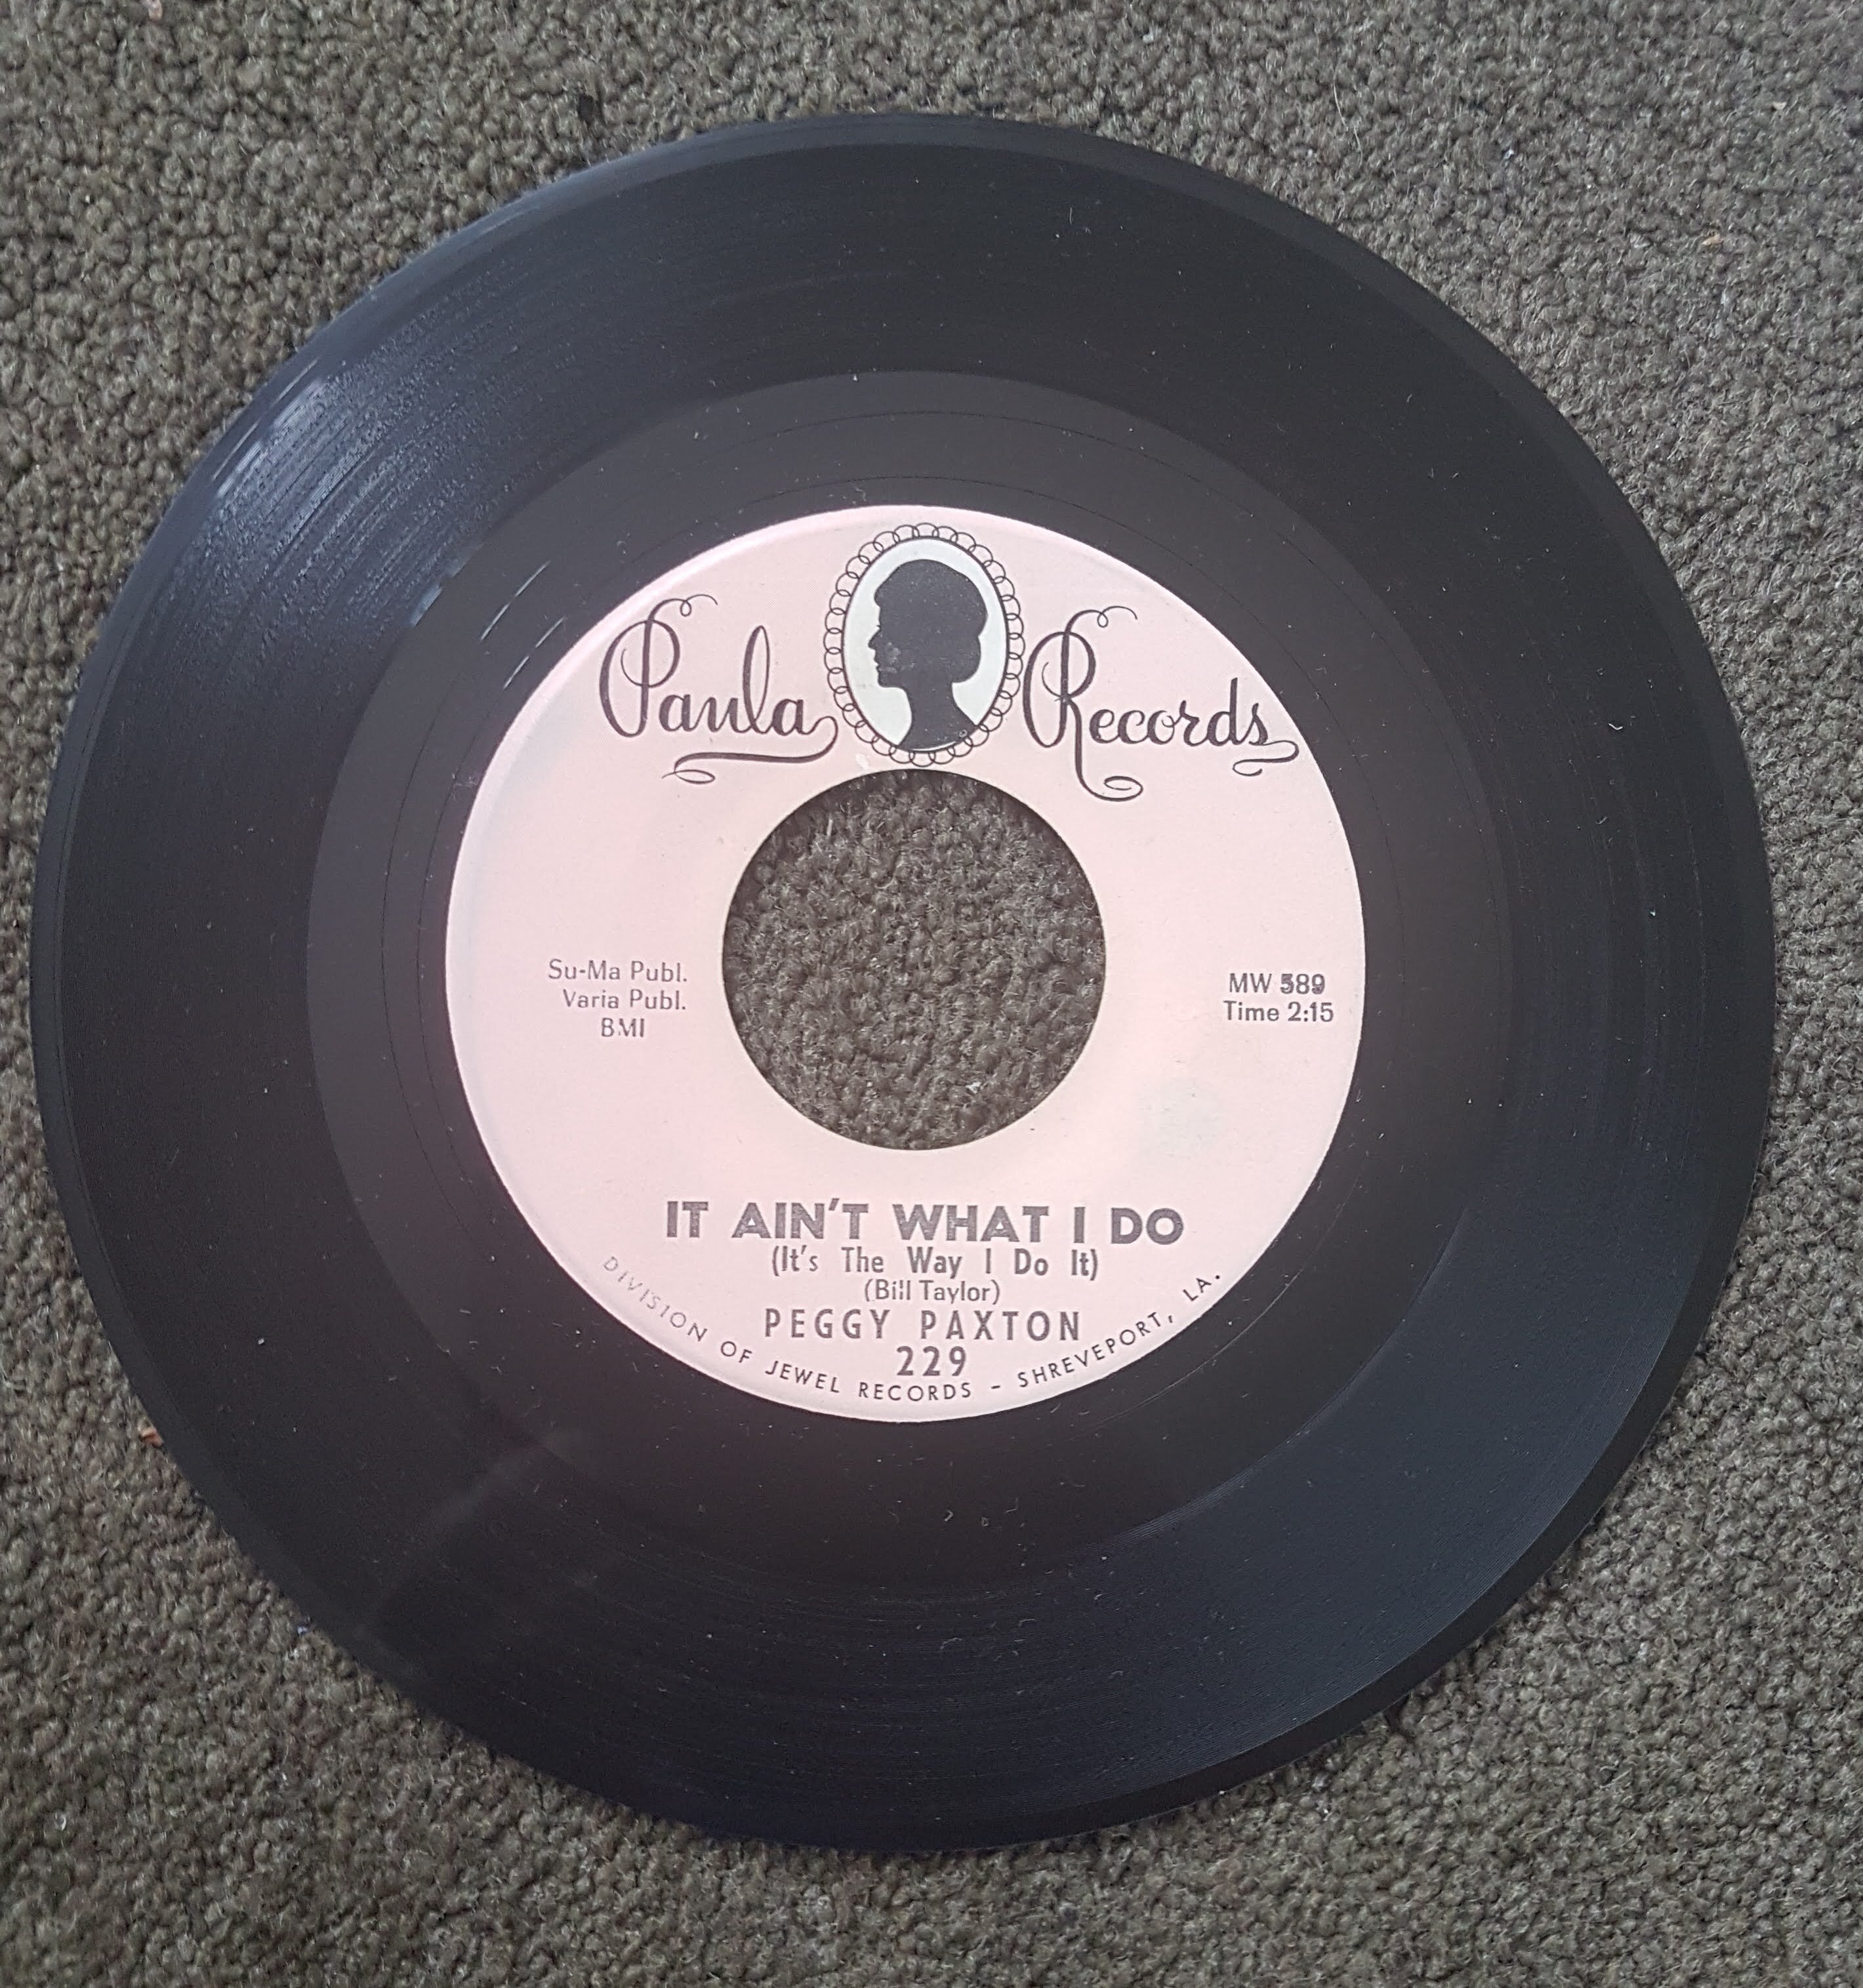 Paula Records
Su-Ma Publ.
Varia Publ.
BMI
MW 589
Time 2:15
IT AIN'T WHAT I DO
(It's The Way I Do It)
(Bill Taylor)
PEGGY PAXTON
229
DIVISION OF JEWEL RECORDS - SHREVEPORT, LA.